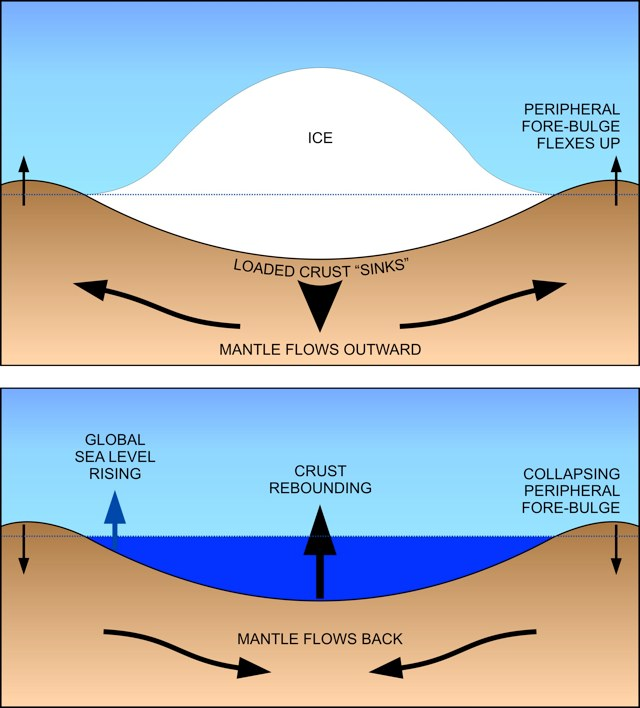 ICE
PERIPHERAL
FORE-BULGE
FLEXES UP
LOADED CRUST “SINKS”
MANTLE FLOWS OUTWARD
GLOBAL
SEA LEVEL
RISING
CRUST
REBOUNDING
COLLAPSING
PERIPHERAL
FORE-BULGE
MANTLE FLOWS BACK